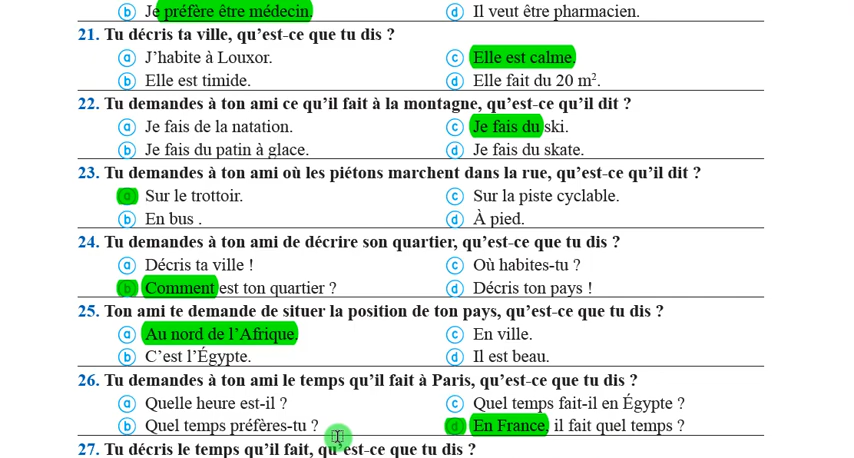 ⓑ Je préfère être médecin. ⓓ Il veut être pharmacien.
21. Tu décris ta ville, qu'est-ce que tu dis ?
ⓐ J'habite à Louxor. ⓒ Elle est calme.
ⓑ Elle est timide. ⓓ Elle fait du 20 m².
22. Tu demandes à ton ami ce qu'il fait à la montagne, qu'est-ce qu'il dit ?
ⓐ Je fais de la natation. ⓒ Je fais du ski.
ⓑ Je fais du patin à glace. ⓓ Je fais du skate.
23. Tu demandes à ton ami où les piétons marchent dans la rue, qu'est-ce qu'il dit ?
ⓐ Sur le trottoir. ⓒ Sur la piste cyclable.
ⓑ En bus . ⓓ À pied.
24. Tu demandes à ton ami de décrire son quartier, qu'est-ce que tu dis ?
ⓐ Décris ta ville ! ⓒ Où habites-tu ?
ⓑ Comment est ton quartier ? ⓓ Décris ton pays !
25. Ton ami te demande de situer la position de ton pays, qu'est-ce que tu dis ?
ⓐ Au nord de l'Afrique. ⓒ En ville.
ⓑ C'est l'Égypte. ⓓ Il est beau.
26. Tu demandes à ton ami le temps qu'il fait à Paris, qu'est-ce que tu dis ?
ⓐ Quelle heure est-il ? ⓒ Quel temps fait-il en Égypte ?
ⓑ Quel temps préfères-tu ? ⓓ En France, il fait quel temps ?
27. Tu décris le temps qu'il fait, qu'est-ce que tu dis ?